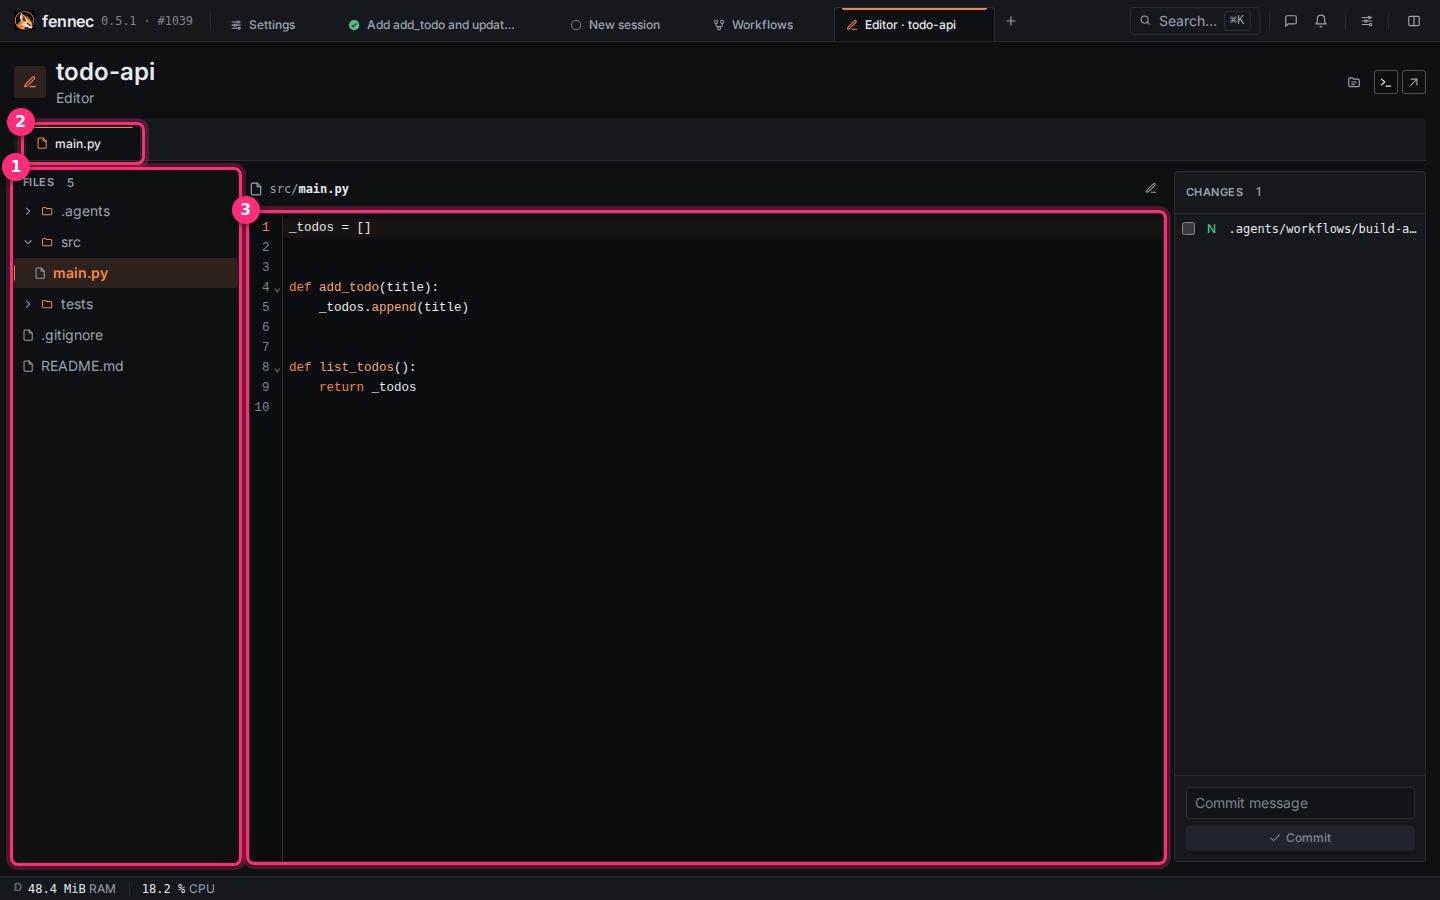 fennec 0.5.1 · #1039 Settings Add add_todo and updat... New session Workflows Editor · todo-api Search... ⌘K
todo-api
Editor
2
main.py
1
FILES 5
src/main.py
CHANGES 1
3
.agents
src
main.py
tests
.gitignore
README.md
1 _todos = []
2
3
4 def add_todo(title):
5     _todos.append(title)
6
7
8 def list_todos():
9     return _todos
10
N .agents/workflows/build-a…
Commit message
Commit
48.4 MiB RAM 18.2 % CPU